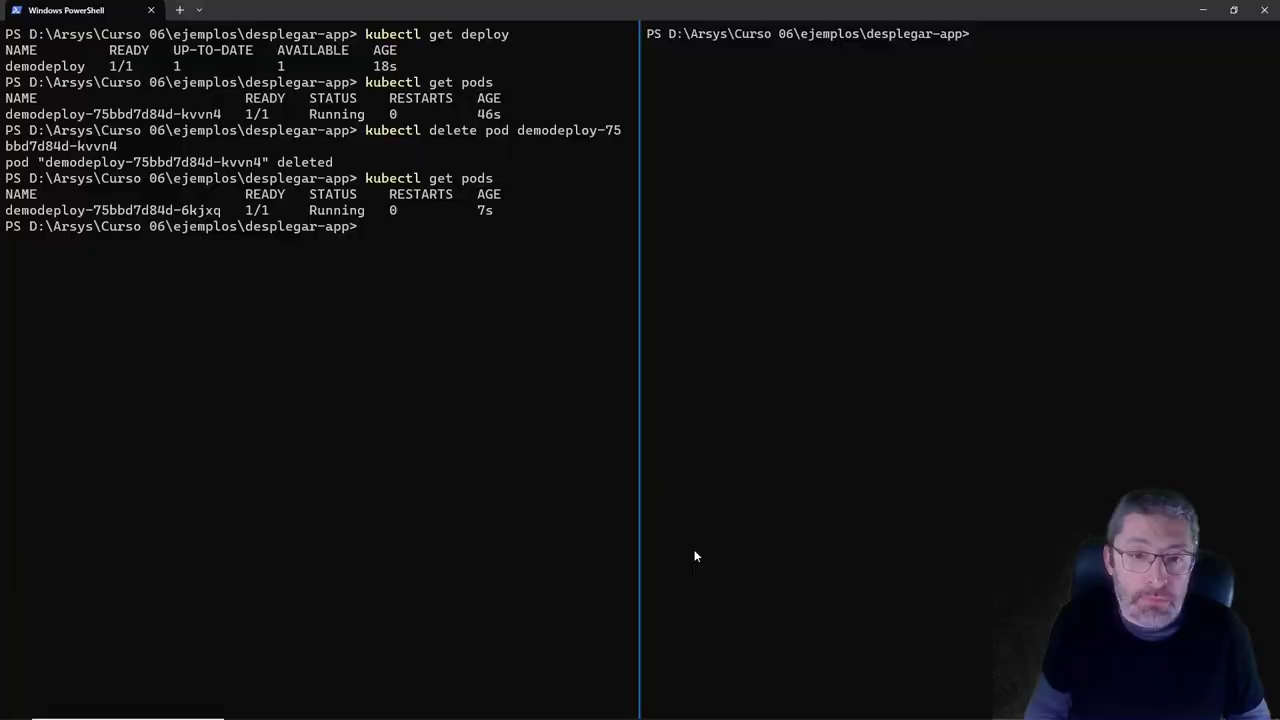 Windows PowerShell
PS D:\Arsys\Curso 06\ejemplos\desplegar-app> kubectl get deploy
NAME READY UP-TO-DATE AVAILABLE AGE
demodeploy 1/1 1 1 18s
PS D:\Arsys\Curso 06\ejemplos\desplegar-app> kubectl get pods
NAME READY STATUS RESTARTS AGE
demodeploy-75bbd7d84d-kvvn4 1/1 Running 0 46s
PS D:\Arsys\Curso 06\ejemplos\desplegar-app> kubectl delete pod demodeploy-75
bbd7d84d-kvvn4
pod "demodeploy-75bbd7d84d-kvvn4" deleted
PS D:\Arsys\Curso 06\ejemplos\desplegar-app> kubectl get pods
NAME READY STATUS RESTARTS AGE
demodeploy-75bbd7d84d-6kjxq 1/1 Running 0 7s
PS D:\Arsys\Curso 06\ejemplos\desplegar-app>
PS D:\Arsys\Curso 06\ejemplos\desplegar-app>